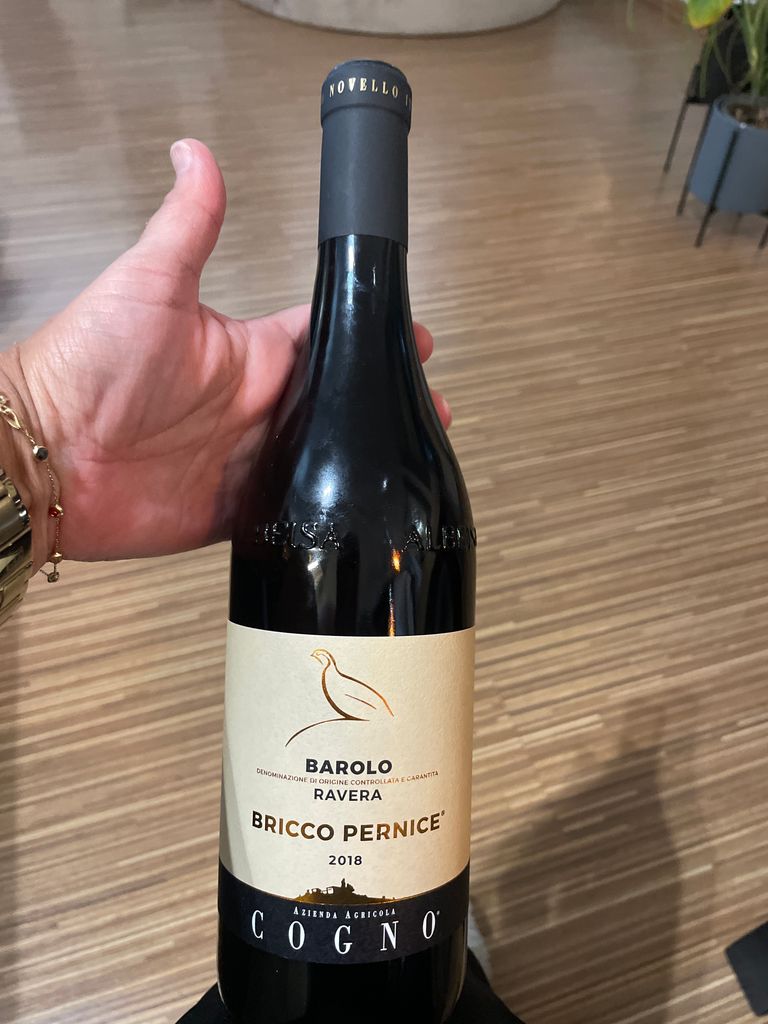 NOVELLO
BAROLO
DENOMINAZIONE DI ORIGINE CONTROLLATA E GARANTITA
RAVERA
BRICCO PERNICE®
2018
AZIENDA AGRICOLA
COGNO®